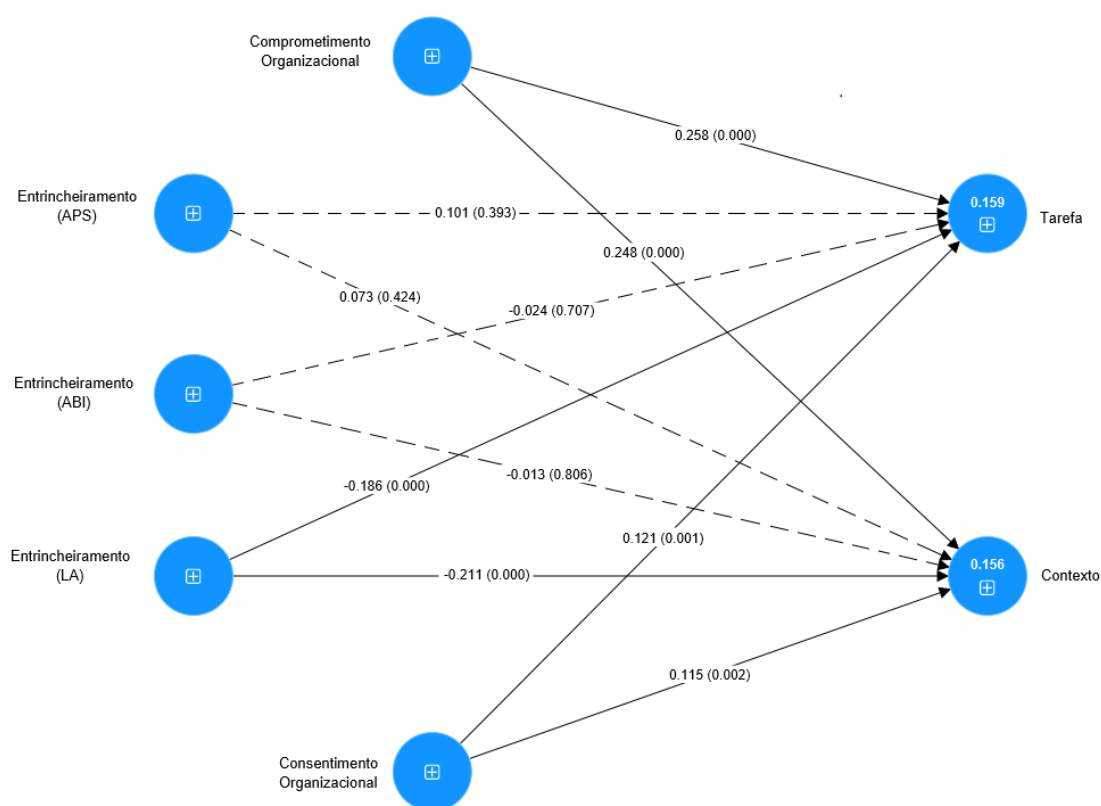 Comprometimento
Organizacional
0.258 (0.000)
Entrincheiramento
(APS)
0.101 (0.393)
0.159
Tarefa
0.248 (0.000)
0.073 (0.424)
-0.024 (0.707)
Entrincheiramento
(ABI)
-0.013 (0.806)
-0.186 (0.000)
0.121 (0.001)
Entrincheiramento
(LA)
-0.211 (0.000)
0.156
Contexto
0.115 (0.002)
Consentimento
Organizacional